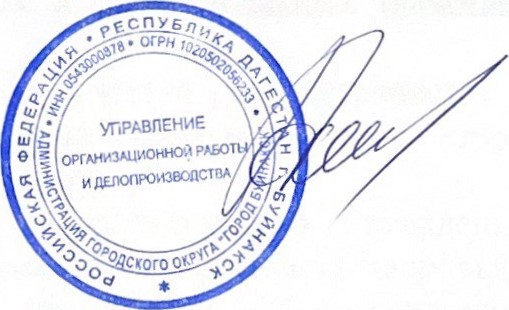 РОССИЙСКАЯ ФЕДЕРАЦИЯ • РЕСПУБЛИКА ДАГЕСТАН Г. БУЙНАКСК
АДМИНИСТРАЦИЯ ГОРОДСКОГО ОКРУГА "ГОРОД БУЙНАКСК" • ИНН 0543000878 • ОГРН 1020502056233 •
УПРАВЛЕНИЕ
ОРГАНИЗАЦИОННОЙ РАБОТЫ
И ДЕЛОПРОИЗВОДСТВА